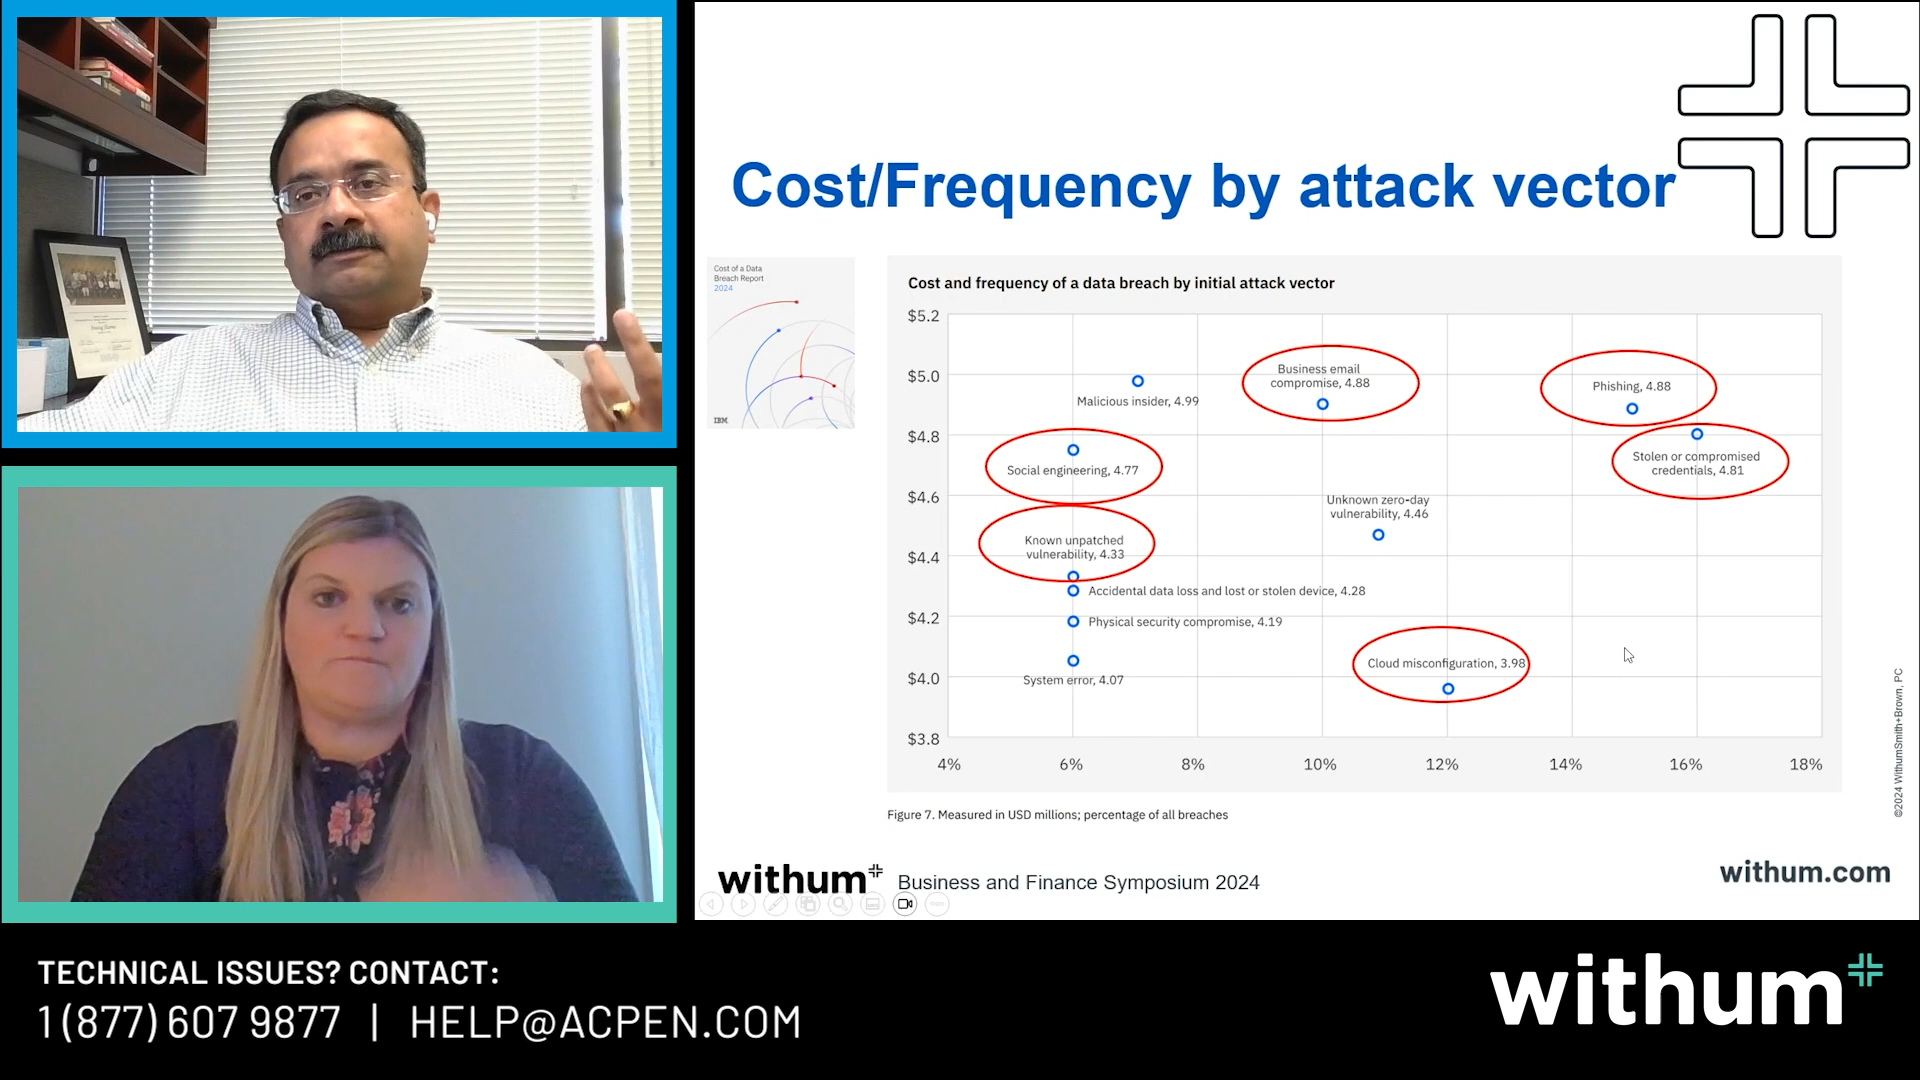 Cost/Frequency by attack vector
Cost of a Data
Breach Report
2024
IBM
Cost and frequency of a data breach by initial attack vector
$5.2
$5.0
$4.8
$4.6
$4.4
$4.2
$4.0
$3.8
Malicious insider, 4.99
Business email
compromise, 4.88
Phishing, 4.88
Social engineering, 4.77
Stolen or compromised
credentials, 4.81
Unknown zero-day
vulnerability, 4.46
Known unpatched
vulnerability, 4.33
Accidental data loss and lost or stolen device, 4.28
Physical security compromise, 4.19
Cloud misconfiguration, 3.98
System error, 4.07
4% 6% 8% 10% 12% 14% 16% 18%
Figure 7. Measured in USD millions; percentage of all breaches
©2024 WithumSmith+Brown, PC
withum Business and Finance Symposium 2024
withum.com
TECHNICAL ISSUES? CONTACT:
1 (877) 607 9877 | HELP@ACPEN.COM
withum